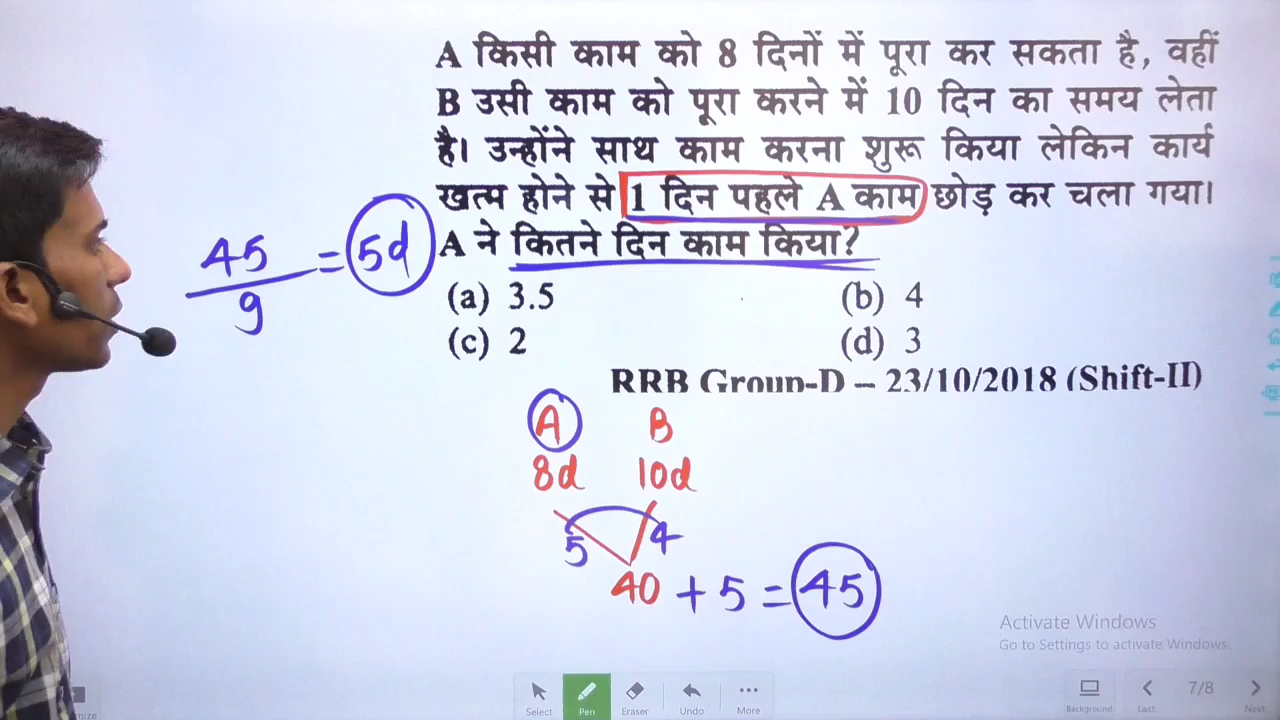 A किसी काम को 8 दिनों में पूरा कर सकता है, वहीं
B उसी काम को पूरा करने में 10 दिन का समय लेता
है। उन्होंने साथ काम करना शुरू किया लेकिन कार्य
खत्म होने से 1 दिन पहले A काम छोड़ कर चला गया।
A ने कितने दिन काम किया?
45/9 = 5d
(a) 3.5 (b) 4
(c) 2 (d) 3
RRB Group-D – 23/10/2018 (Shift-II)
A B
8d 10d
5 4
40 + 5 = 45
Activate Windows
Go to Settings to activate Windows.
Select Pen Eraser Undo More Background Last 7/8 Next